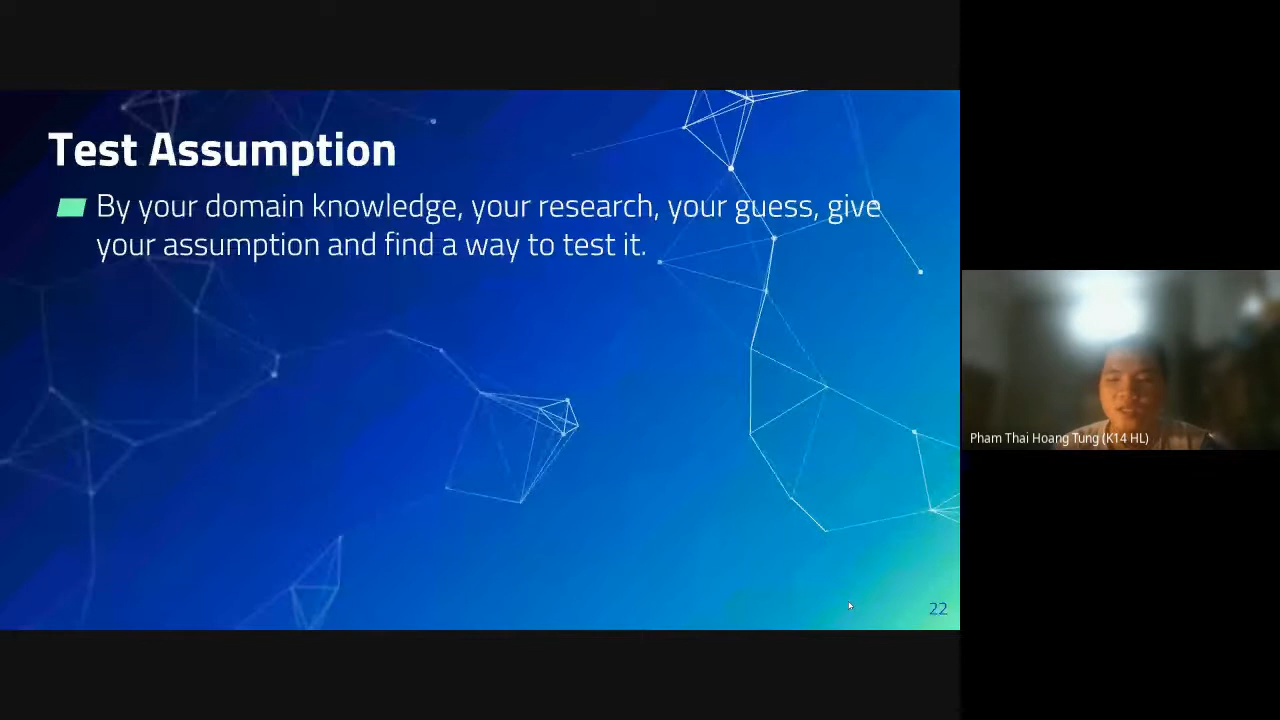 Test Assumption
By your domain knowledge, your research, your guess, give
your assumption and find a way to test it.
22
Pham Thai Hoang Tung (K14 HL)